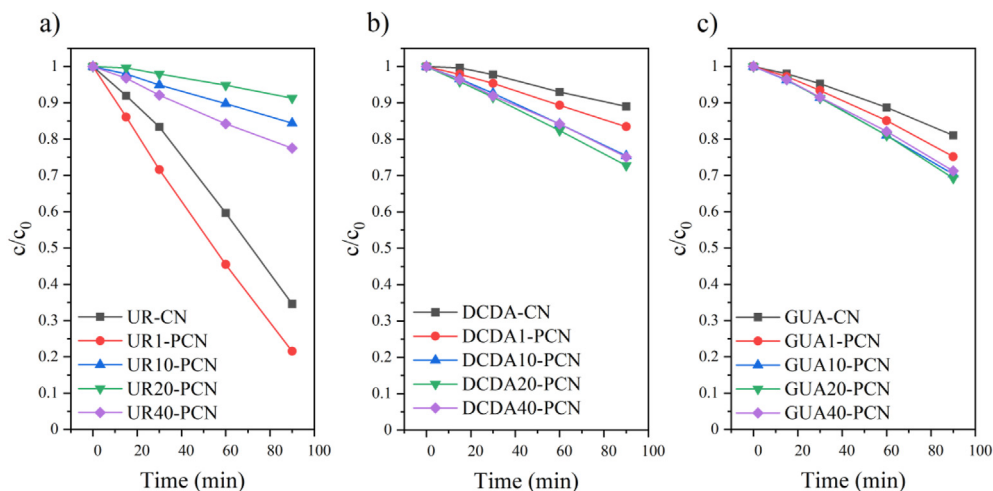 a)
1
0.9
0.8
0.7
0.6
0.5
0.4
0.3
0.2
0.1
0
c/c0
UR-CN
UR1-PCN
UR10-PCN
UR20-PCN
UR40-PCN
0 20 40 60 80 100
Time (min)
b)
1
0.9
0.8
0.7
0.6
0.5
0.4
0.3
0.2
0.1
0
c/c0
DCDA-CN
DCDA1-PCN
DCDA10-PCN
DCDA20-PCN
DCDA40-PCN
0 20 40 60 80 100
Time (min)
c)
1
0.9
0.8
0.7
0.6
0.5
0.4
0.3
0.2
0.1
0
c/c0
GUA-CN
GUA1-PCN
GUA10-PCN
GUA20-PCN
GUA40-PCN
0 20 40 60 80 100
Time (min)